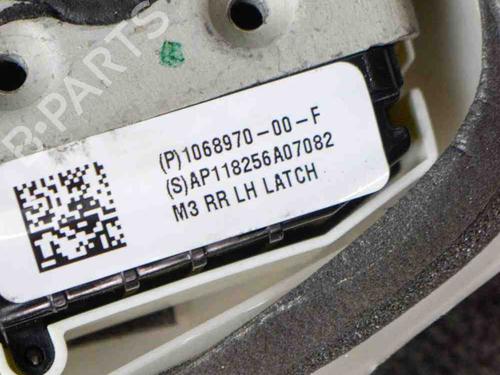 B-PARTS
(P)1068970-00-F
(S)AP118256A07082
M3 RR LH LATCH